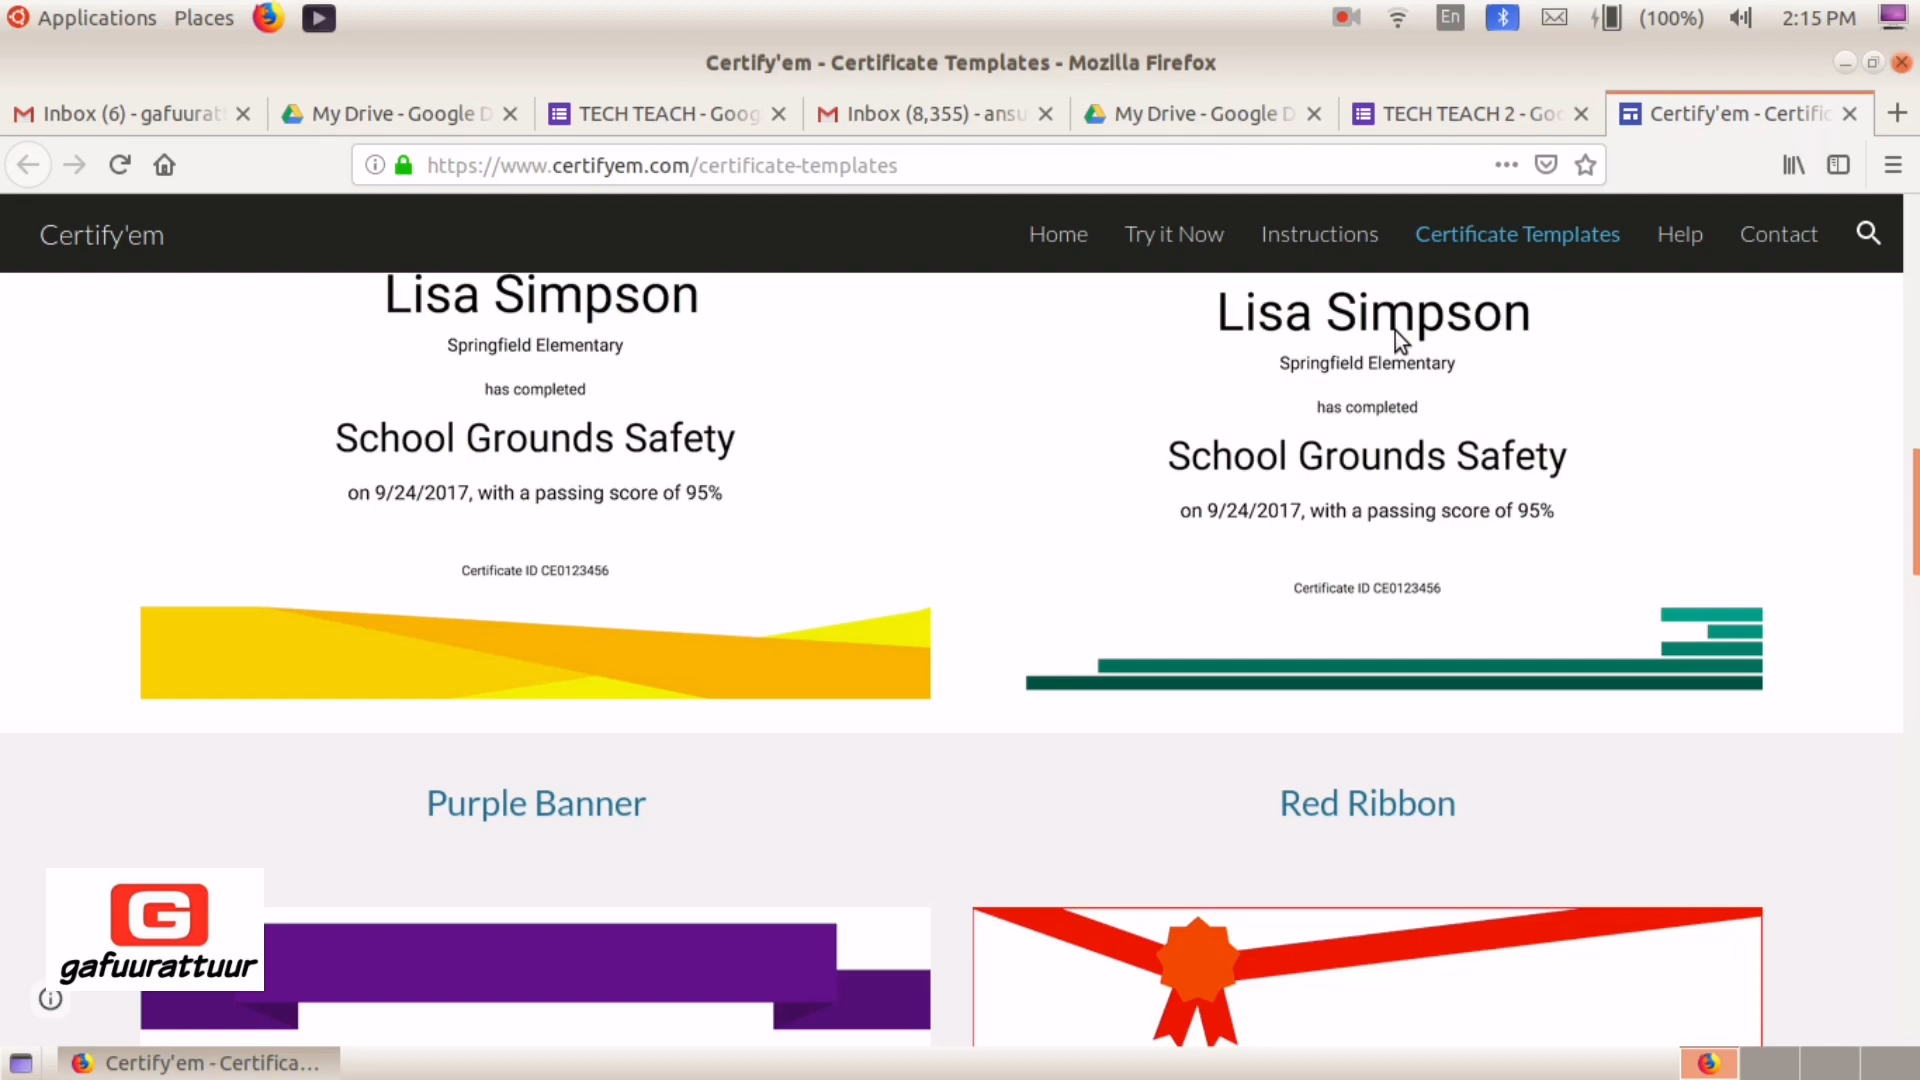 Applications Places
En
(100%)
2:15 PM
Certify'em - Certificate Templates - Mozilla Firefox
Inbox (6) - gafuurat
My Drive - Google D
TECH TEACH - Goog
Inbox (8,355) - ansu
My Drive - Google D
TECH TEACH 2 - Goo
Certify'em - Certific
https://www.certifyem.com/certificate-templates
Certify'em
Home
Try it Now
Instructions
Certificate Templates
Help
Contact
Lisa Simpson
Springfield Elementary
has completed
School Grounds Safety
on 9/24/2017, with a passing score of 95%
Certificate ID CE0123456
Lisa Simpson
Springfield Elementary
has completed
School Grounds Safety
on 9/24/2017, with a passing score of 95%
Certificate ID CE0123456
Purple Banner
Red Ribbon
G
gafuurattuur
Certify'em - Certifica...